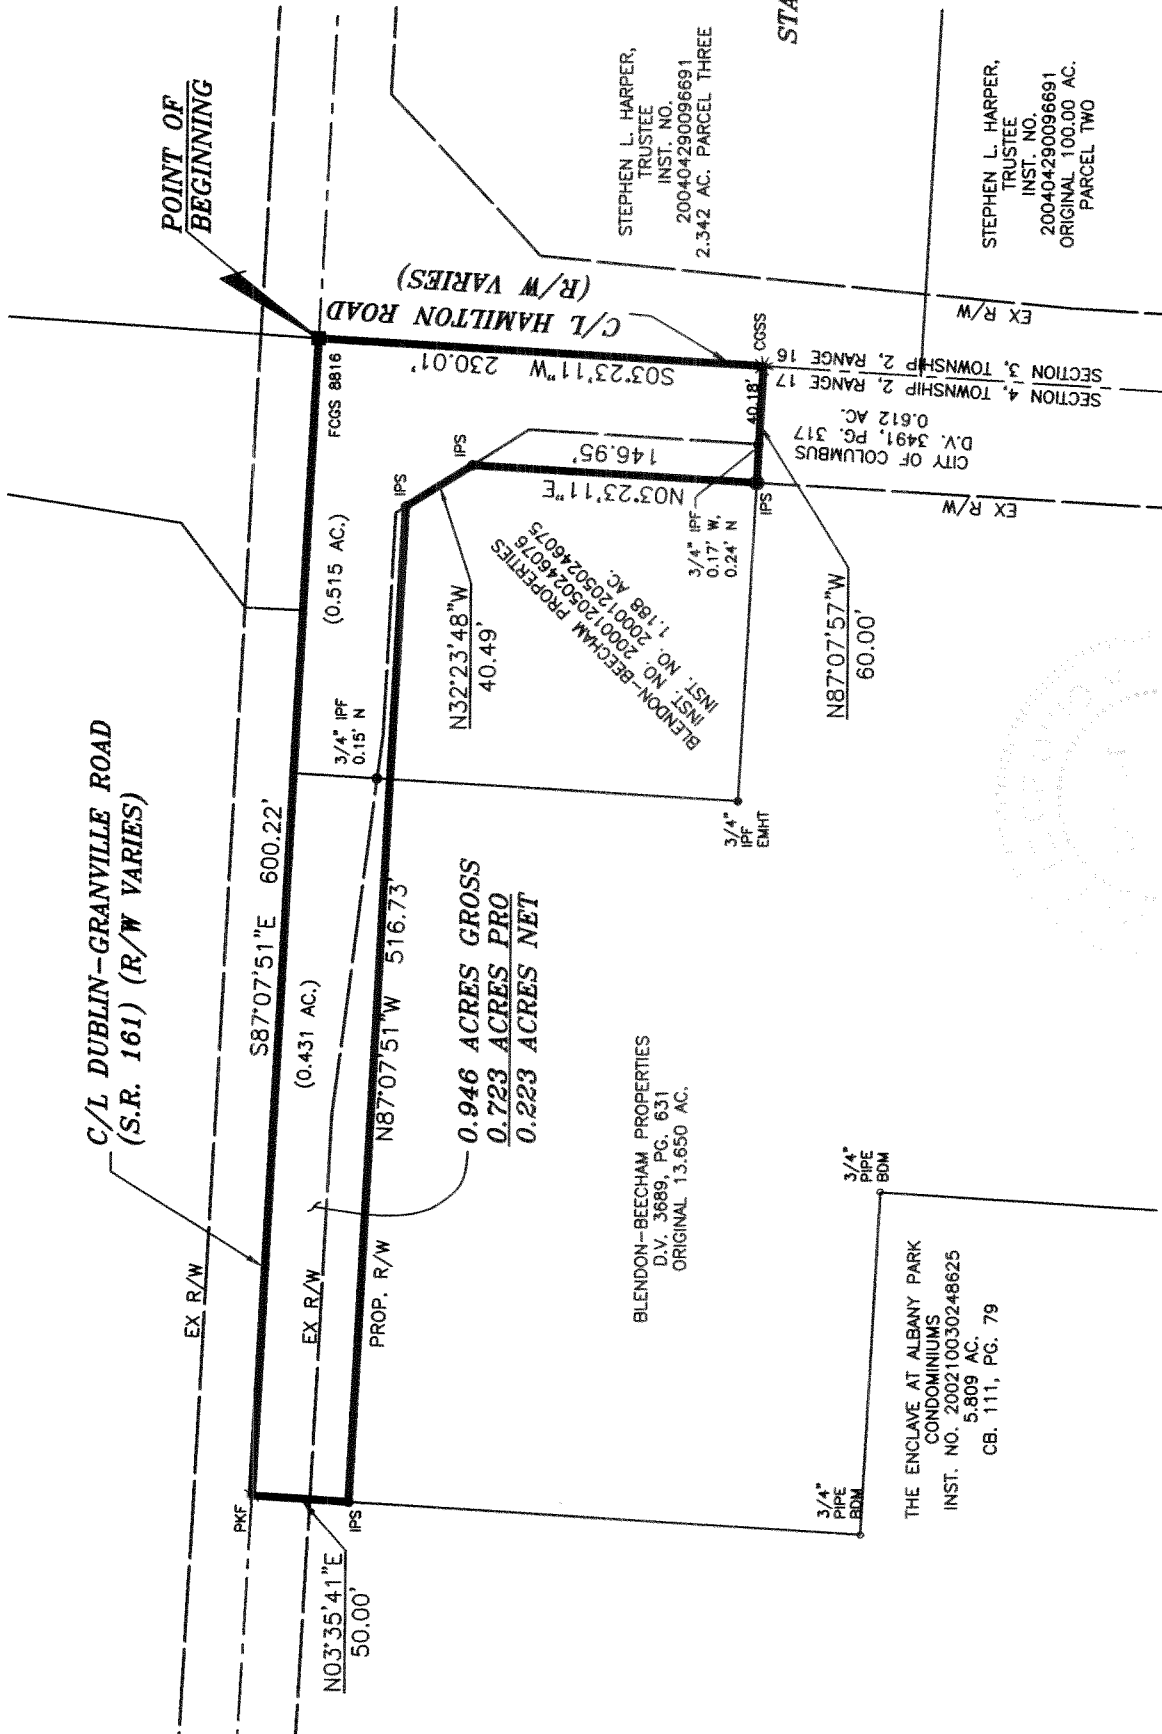 POINT OF
BEGINNING
STA
STEPHEN L. HARPER,
TRUSTEE
INST. NO.
200404290096691
2.342 AC. PARCEL THREE
STEPHEN L. HARPER,
TRUSTEE
INST. NO.
200404290096691
ORIGINAL 100.00 AC.
PARCEL TWO
C/L HAMILTON ROAD
(R/W VARIES)
S03°23'11"W 230.01'
FCGS 8816
CGSS
EX R/W
SECTION 3, TOWNSHIP 2, RANGE 16
SECTION 4, TOWNSHIP 2, RANGE 17
CITY OF COLUMBUS
D.V. 3491, PG. 317
0.612 AC.
EX R/W
40.18'
IPS
146.95'
N03°23'11"E
IPS
IPS
3/4" IPF
0.17' W,
0.24' N
N87°07'57"W
60.00'
N32°23'48"W
40.49'
BLENDON-BEECHAM PROPERTIES
INST. NO. 200012050246076
INST. NO. 200012050246075
1.188 AC.
(0.515 AC.)
3/4" IPF
0.15' N
3/4"
IPF
EMHT
C/L DUBLIN-GRANVILLE ROAD
(S.R. 161) (R/W VARIES)
S87°07'51"E 600.22'
(0.431 AC.)
N87°07'51"W 516.73'
0.946 ACRES GROSS
0.723 ACRES PRO
0.223 ACRES NET
EX R/W
EX R/W
PROP. R/W
BLENDON-BEECHAM PROPERTIES
D.V. 3689, PG. 631
ORIGINAL 13.650 AC.
3/4"
PIPE
BDM
3/4"
PIPE
BDM
THE ENCLAVE AT ALBANY PARK
CONDOMINIUMS
INST. NO. 200210030248625
5.809 AC.
CB. 111, PG. 79
PKF
IPS
N03°35'41"E
50.00'